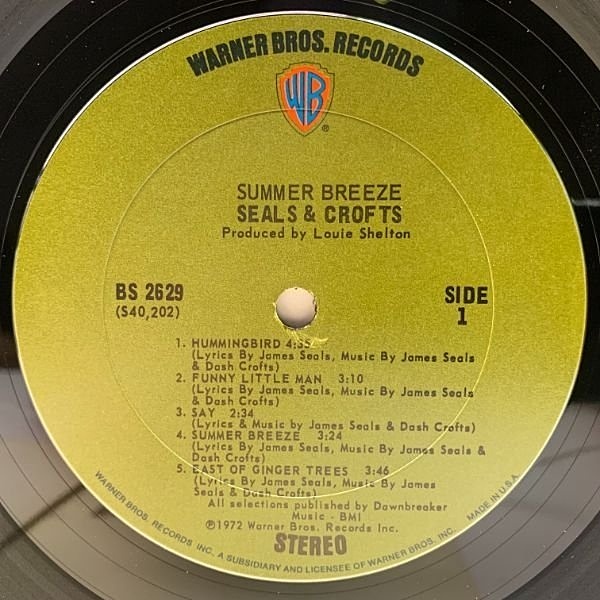 WARNER BROS. RECORDS
WB
®
SUMMER BREEZE
SEALS & CROFTS
Produced by Louie Shelton
BS 2629
(S40,202)
SIDE
1
1. HUMMINGBIRD 4:35
(Lyrics By James Seals, Music By James Seals
& Dash Crofts)
2. FUNNY LITTLE MAN 3:10
(Lyrics By James Seals, Music By James Seals
& Dash Crofts)
3. SAY 2:34
(Lyrics & Music by James Seals & Dash Crofts)
4. SUMMER BREEZE 3:24
(Lyrics By James Seals, Music By James Seals &
Dash Crofts)
5. EAST OF GINGER TREES 3:46
(Lyrics By James Seals, Music By James
Seals & Dash Crofts)
All selections published by Dawnbreaker
Music - BMI
℗1972 Warner Bros. Records Inc.
STEREO
WARNER BROS. RECORDS INC. A SUBSIDIARY AND LICENSEE OF WARNER BROS. INC. MADE IN U.S.A.